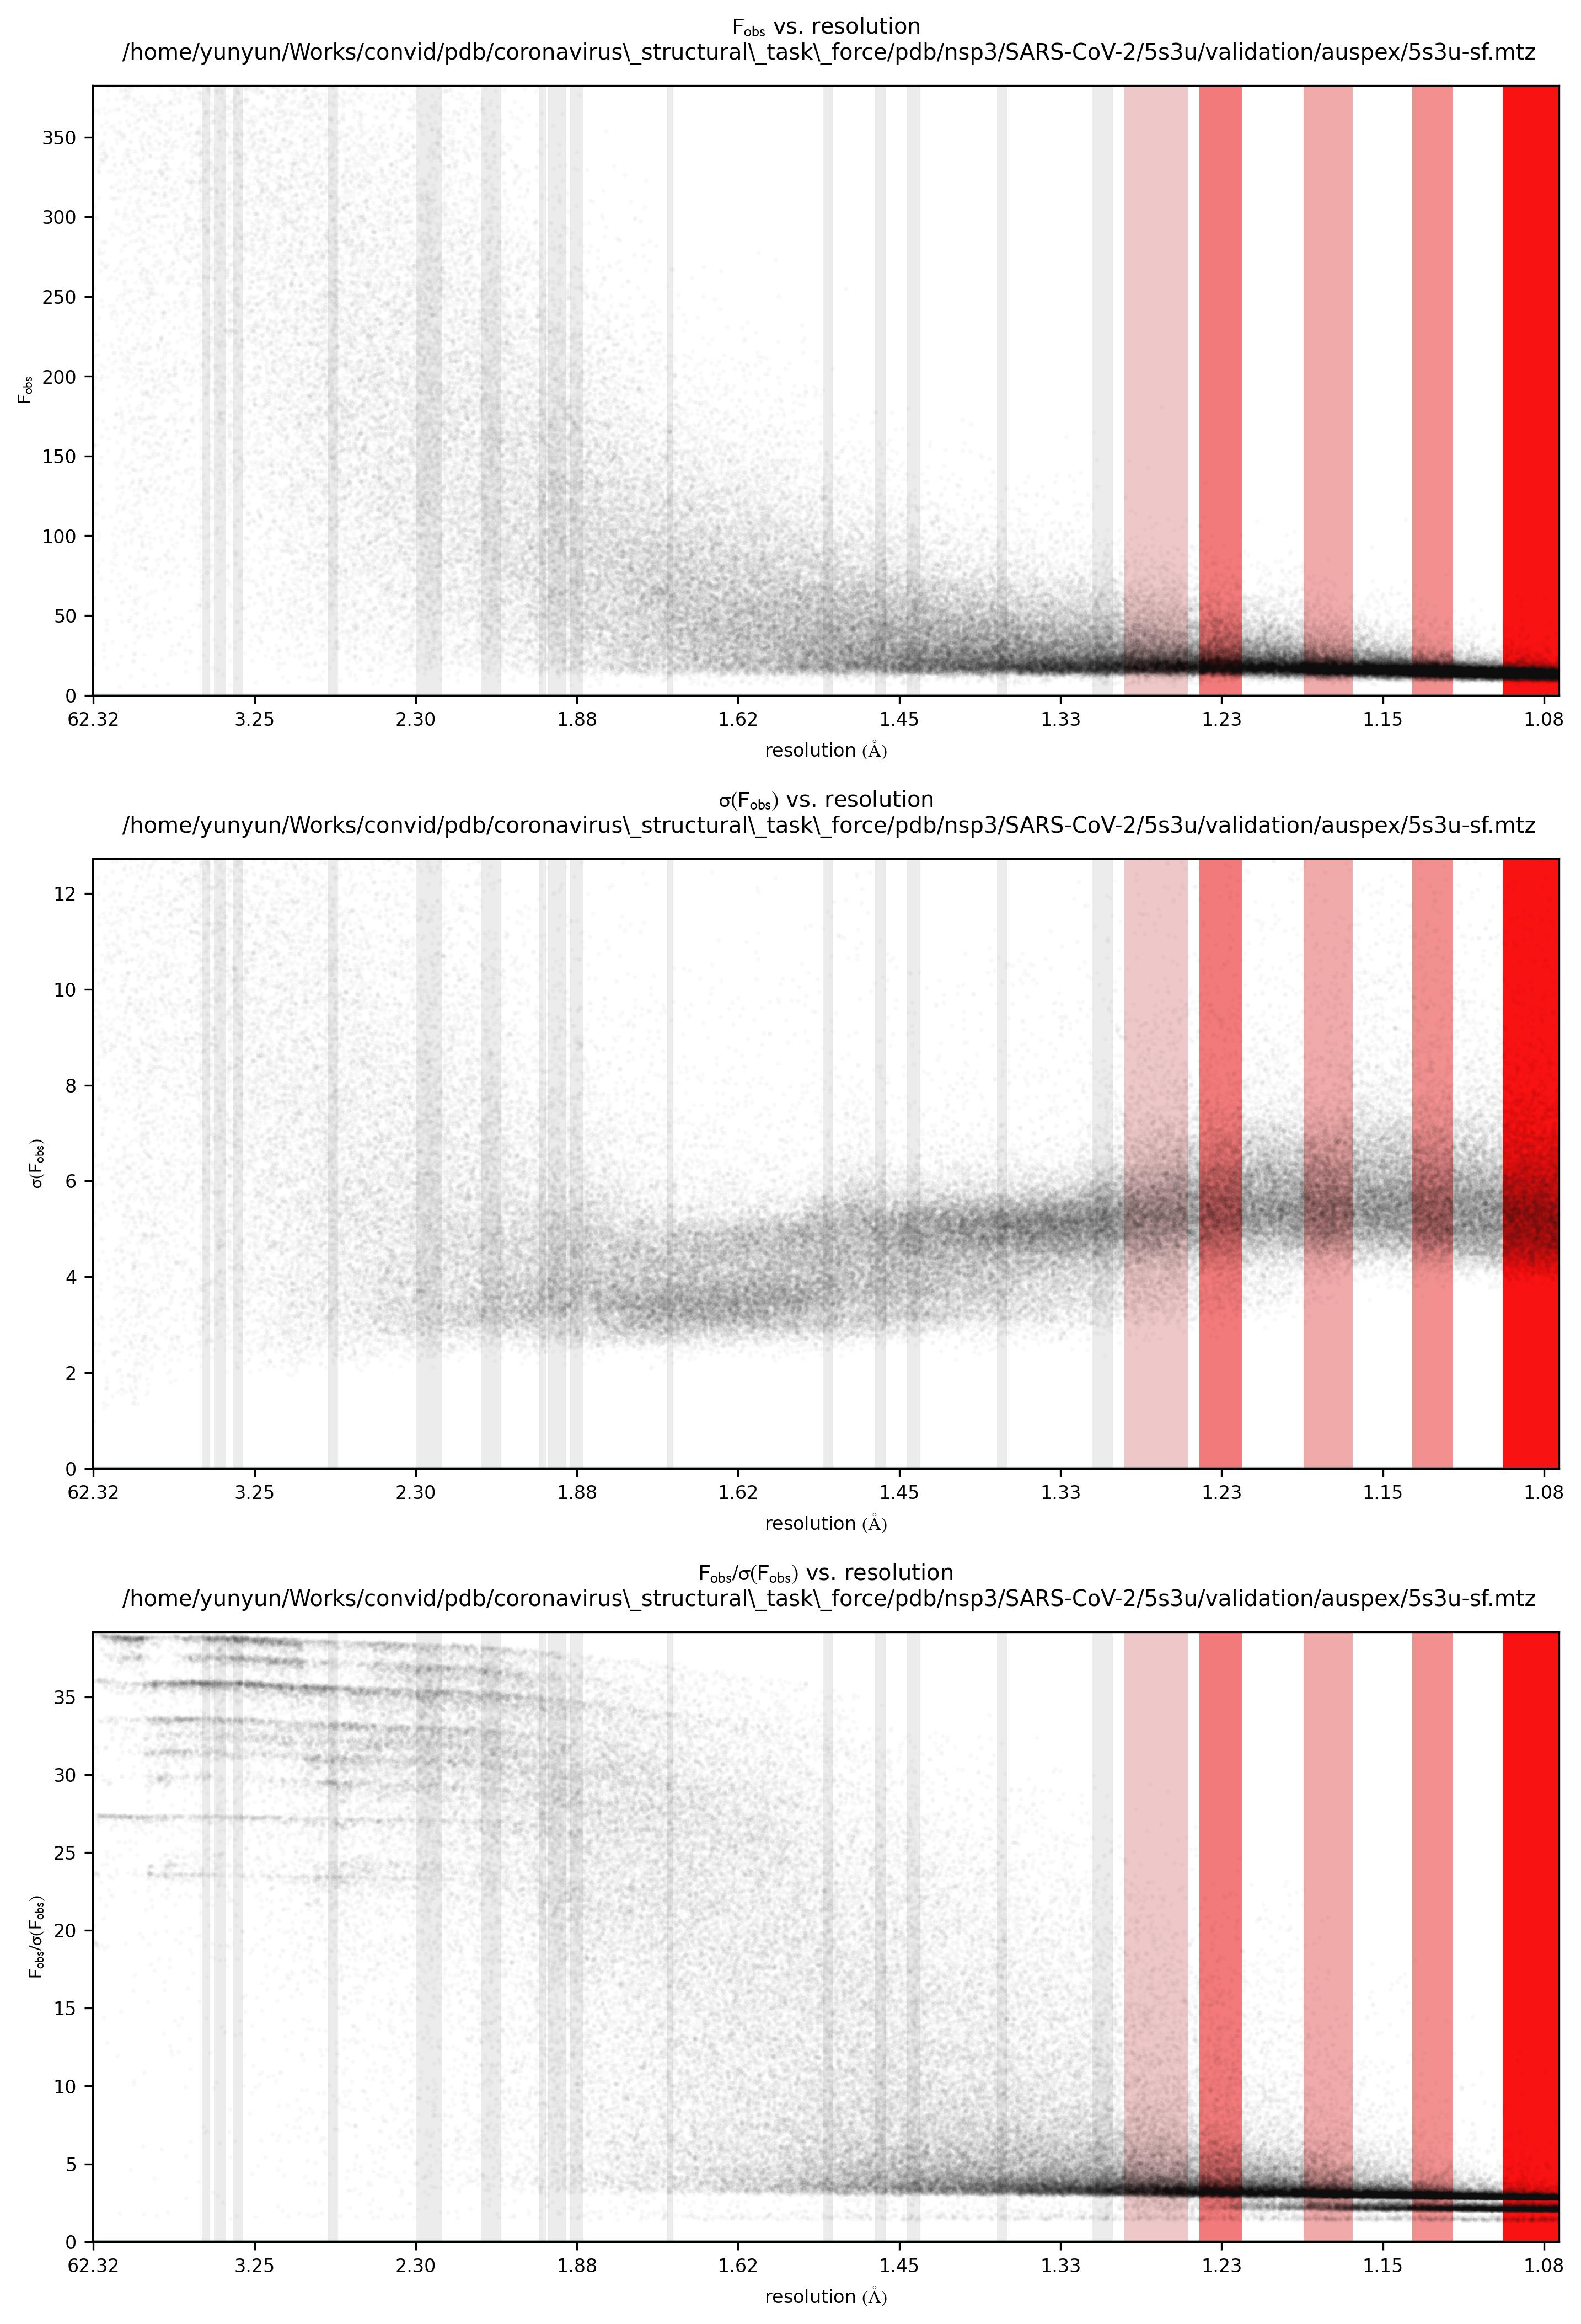 Fobs vs. resolution
/home/yunyun/Works/convid/pdb/coronavirus\_structural\_task\_force/pdb/nsp3/SARS-CoV-2/5s3u/validation/auspex/5s3u-sf.mtz
350
300
250
200
150
100
50
0
Fobs
62.32 3.25 2.30 1.88 1.62 1.45 1.33 1.23 1.15 1.08
resolution (Å)
σ(Fobs) vs. resolution
/home/yunyun/Works/convid/pdb/coronavirus\_structural\_task\_force/pdb/nsp3/SARS-CoV-2/5s3u/validation/auspex/5s3u-sf.mtz
12
10
8
6
4
2
0
σ(Fobs)
62.32 3.25 2.30 1.88 1.62 1.45 1.33 1.23 1.15 1.08
resolution (Å)
Fobs/σ(Fobs) vs. resolution
/home/yunyun/Works/convid/pdb/coronavirus\_structural\_task\_force/pdb/nsp3/SARS-CoV-2/5s3u/validation/auspex/5s3u-sf.mtz
35
30
25
20
15
10
5
0
Fobs/σ(Fobs)
62.32 3.25 2.30 1.88 1.62 1.45 1.33 1.23 1.15 1.08
resolution (Å)